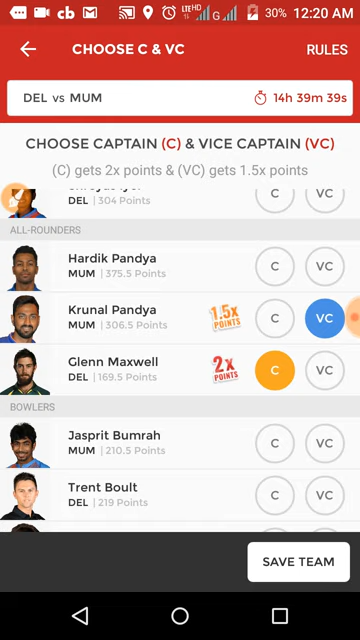 cb
LTE HD
G
30%
12:20 AM
CHOOSE C & VC
RULES
DEL vs MUM
14h 39m 39s
CHOOSE CAPTAIN (C) & VICE CAPTAIN (VC)
(C) gets 2x points & (VC) gets 1.5x points
DEL | 304 Points
C
VC
ALL-ROUNDERS
Hardik Pandya
MUM | 375.5 Points
C
VC
Krunal Pandya
MUM | 306.5 Points
1.5x
POINTS
C
VC
Glenn Maxwell
DEL | 169.5 Points
2x
POINTS
C
VC
BOWLERS
Jasprit Bumrah
MUM | 210.5 Points
C
VC
Trent Boult
DEL | 219 Points
C
VC
SAVE TEAM